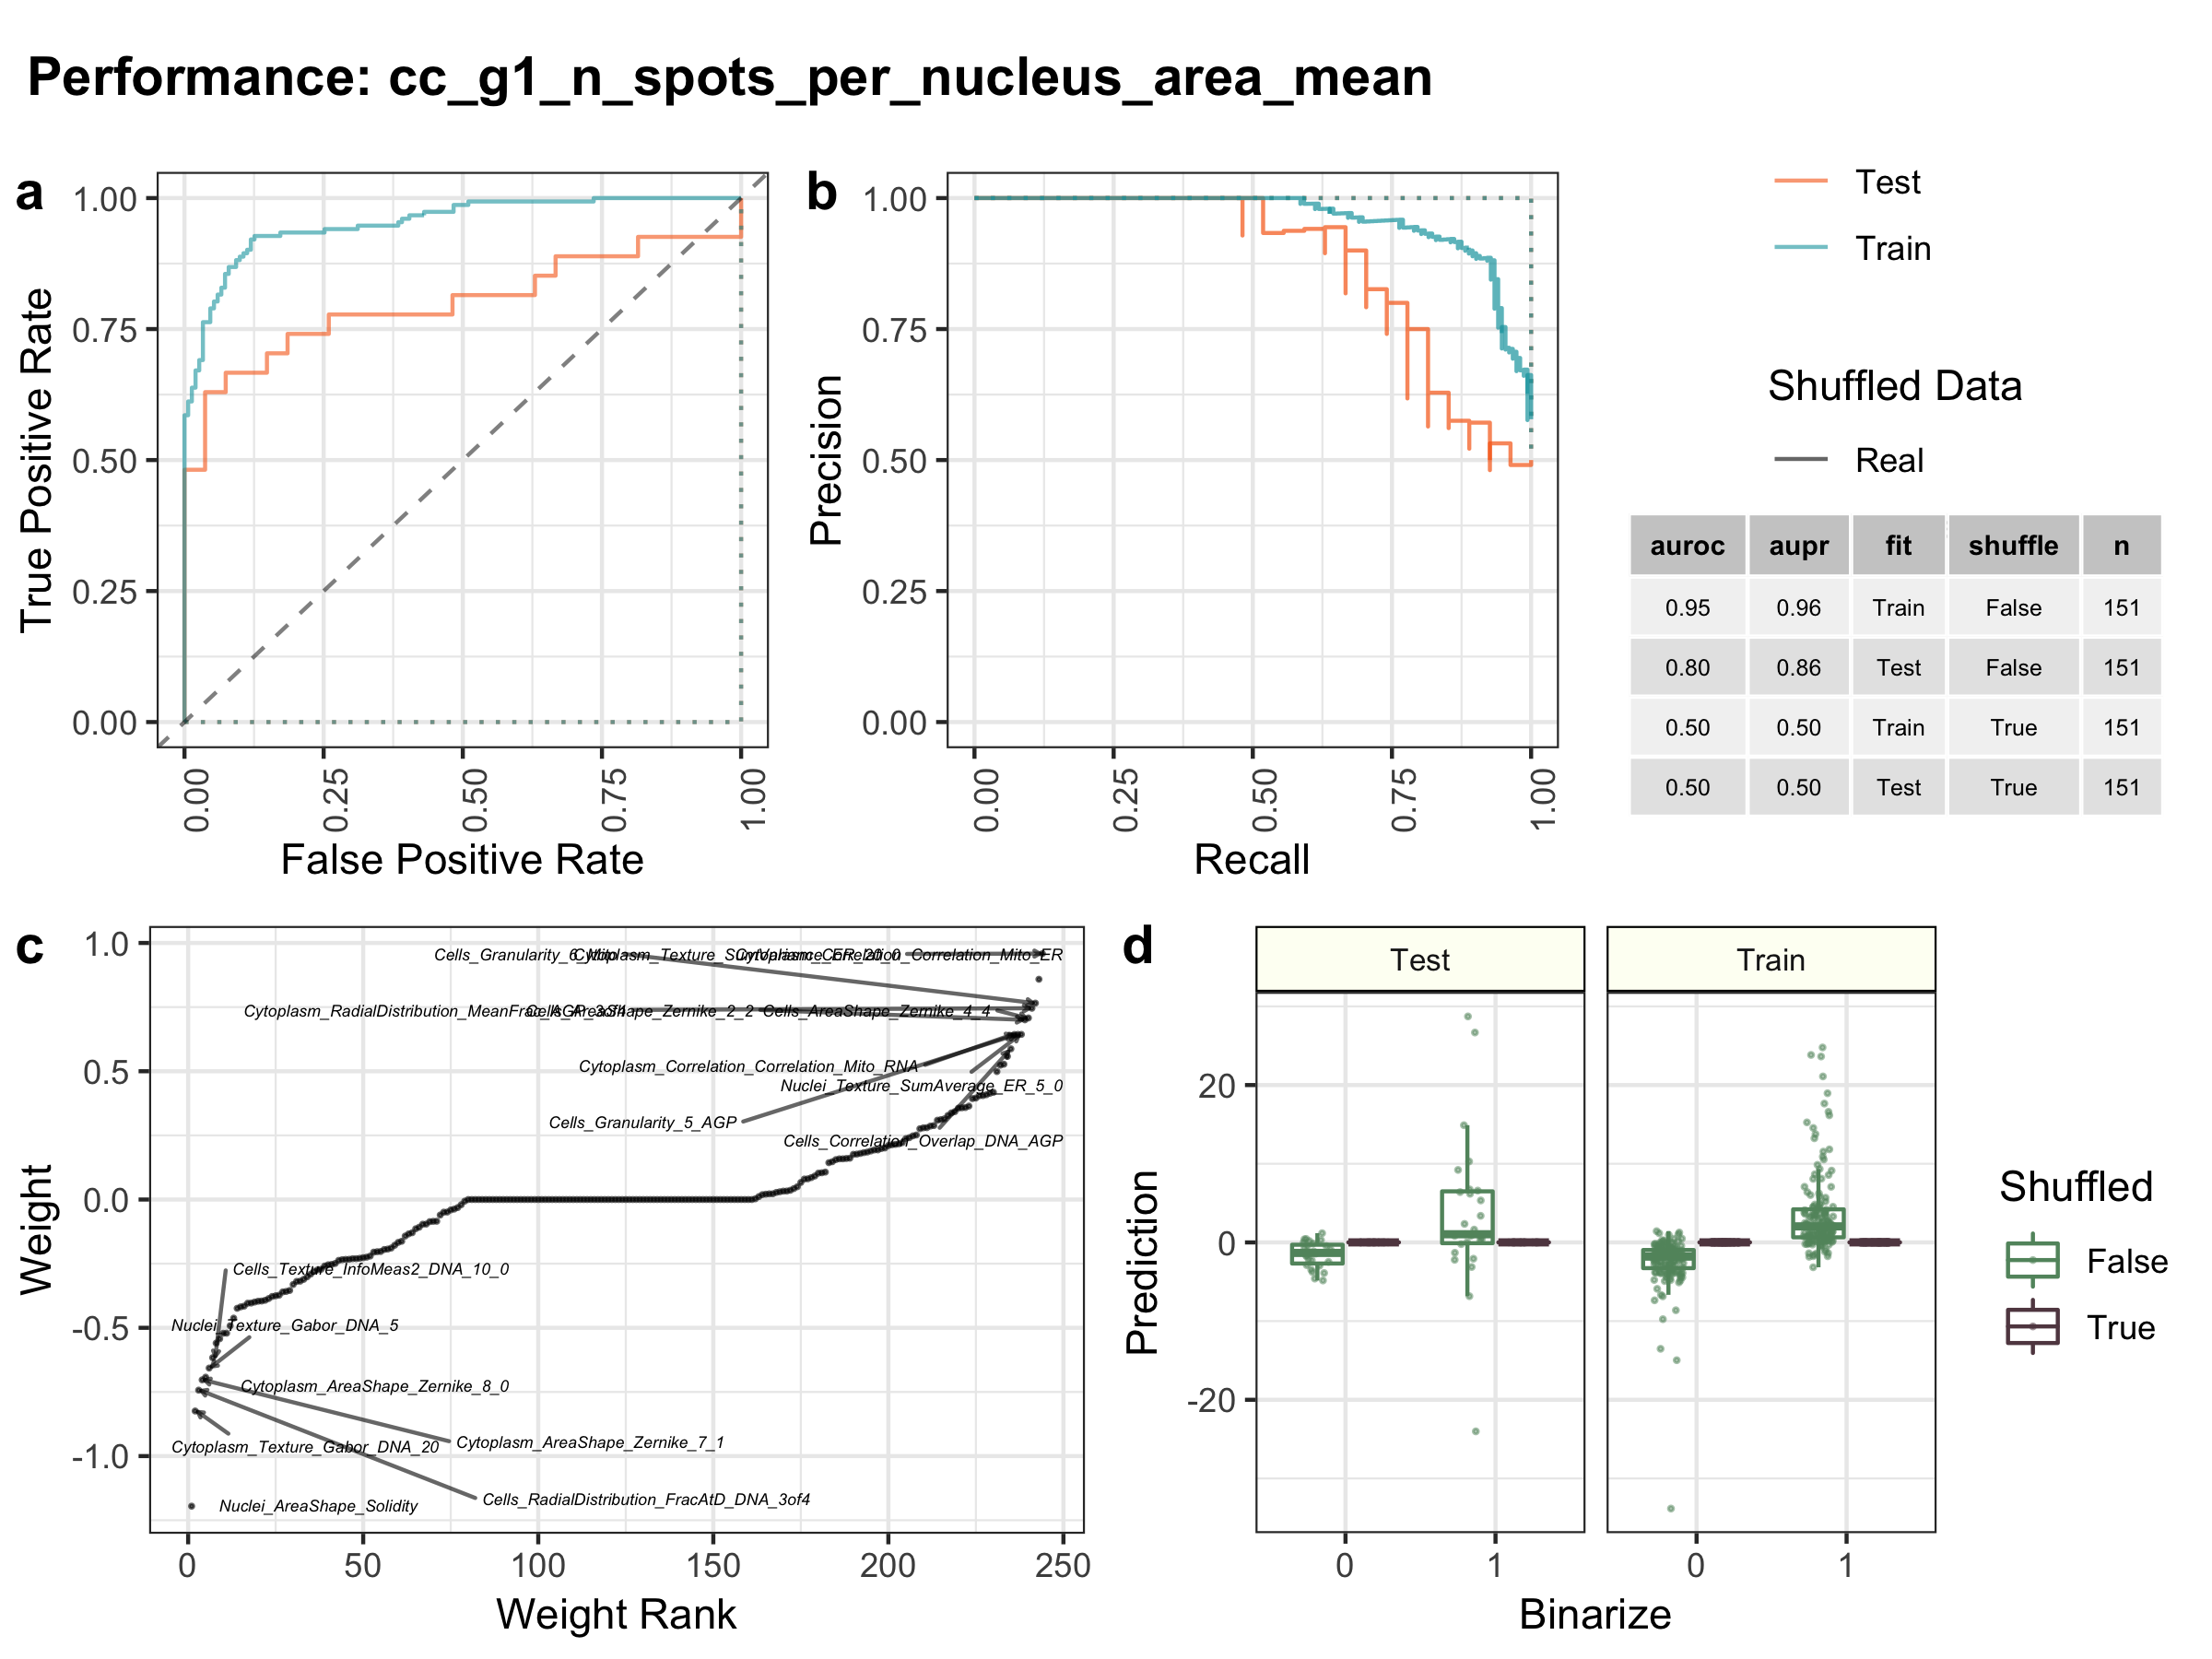 Performance: cc_g1_n_spots_per_nucleus_area_mean
a
1.00
0.75
0.50
0.25
0.00
True Positive Rate
0.00
0.25
0.50
0.75
1.00
False Positive Rate
b
1.00
0.75
0.50
0.25
0.00
Precision
0.00
0.25
0.50
0.75
1.00
Recall
Test
Train
Shuffled Data
Real
auroc aupr fit shuffle n
0.95 0.96 Train False 151
0.80 0.86 Test False 151
0.50 0.50 Train True 151
0.50 0.50 Test True 151
c
1.0
0.5
0.0
-0.5
-1.0
Weight
Cells_Granularity_6_Mito
Cytoplasm_Texture_SumVariance_ER_20_0
Cytoplasm_Correlation_Correlation_Mito_ER
Cytoplasm_RadialDistribution_MeanFrac_AGP_3of4
Cells_AreaShape_Zernike_2_2
Cells_AreaShape_Zernike_4_4
Cytoplasm_Correlation_Correlation_Mito_RNA
Nuclei_Texture_SumAverage_ER_5_0
Cells_Granularity_5_AGP
Cells_Correlation_Overlap_DNA_AGP
Cells_Texture_InfoMeas2_DNA_10_0
Nuclei_Texture_Gabor_DNA_5
Cytoplasm_AreaShape_Zernike_8_0
Cytoplasm_Texture_Gabor_DNA_20
Cytoplasm_AreaShape_Zernike_7_1
Cells_RadialDistribution_FracAtD_DNA_3of4
Nuclei_AreaShape_Solidity
0
50
100
150
200
250
Weight Rank
d
Test
Train
20
0
-20
Prediction
0
1
0
1
Binarize
Shuffled
False
True